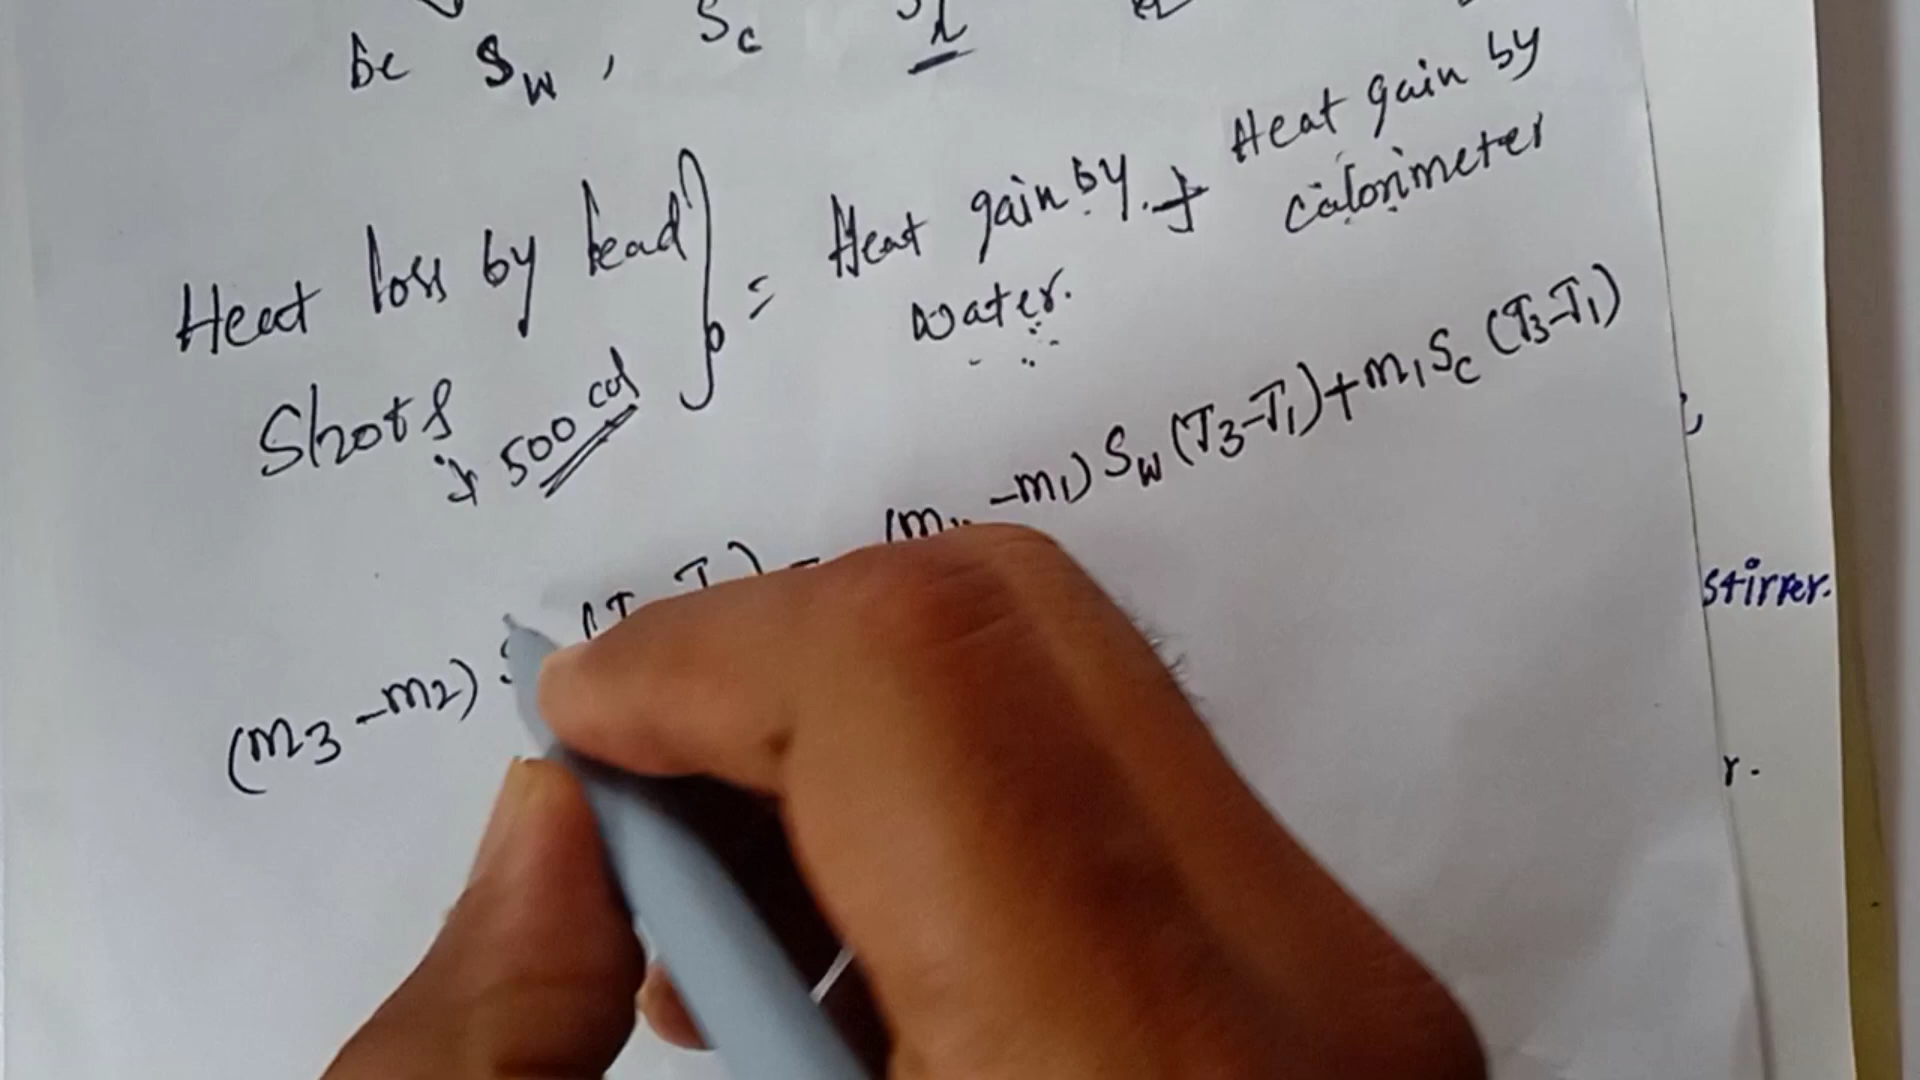 be Sw, Sc
Heat loss by lead = Heat gain by + Heat gain by
Shots water. calorimeter
500 cal
(m3 -m2) -m1) Sw (T3-T1) + m1 Sc (T3-T1)
stirrer.
r.